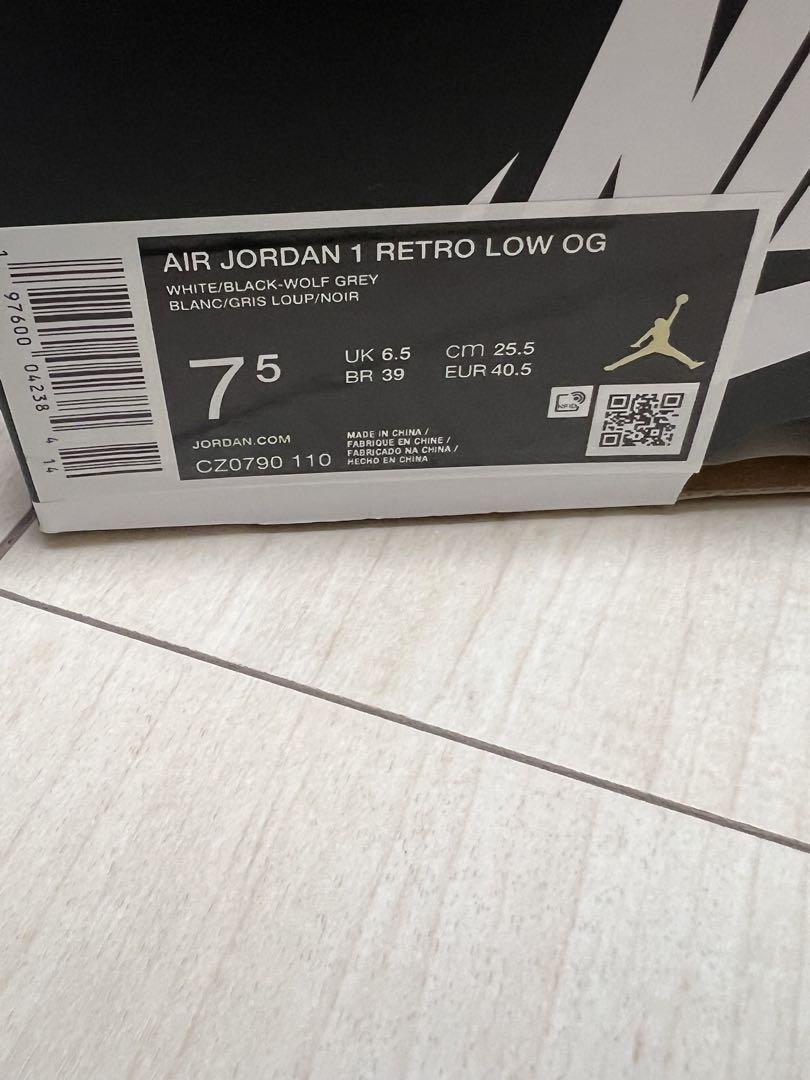 AIR JORDAN 1 RETRO LOW OG
WHITE/BLACK-WOLF GREY
BLANC/GRIS LOUP/NOIR
7 5
UK 6.5 cm 25.5
BR 39 EUR 40.5
JORDAN.COM
CZ0790 110
MADE IN CHINA /
FABRIQUE EN CHINE /
FABRICADO NA CHINA /
HECHO EN CHINA
1 97600 04238 4 14